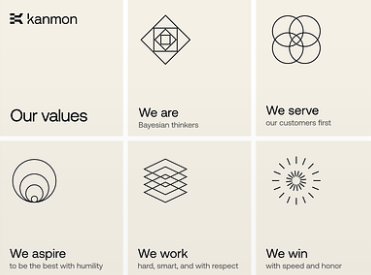 kanmon
Our values
We are
Bayesian thinkers
We serve
our customers first
We aspire
to be the best with humility
We work
hard, smart, and with respect
We win
with speed and honor